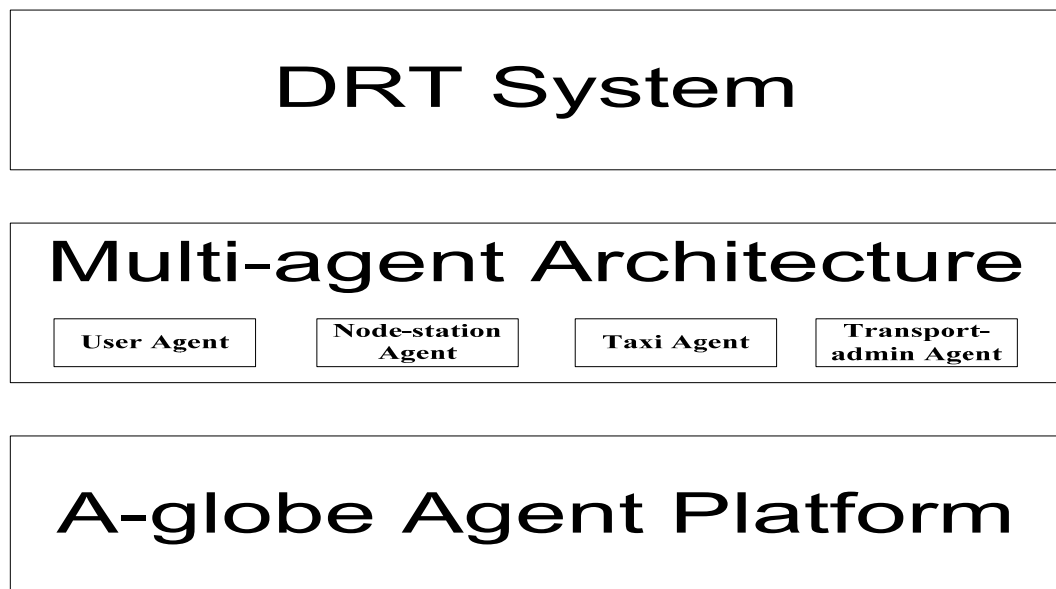 DRT System
Multi-agent Architecture
User Agent
Node-station
Agent
Taxi Agent
Transport-
admin Agent
A-globe Agent Platform